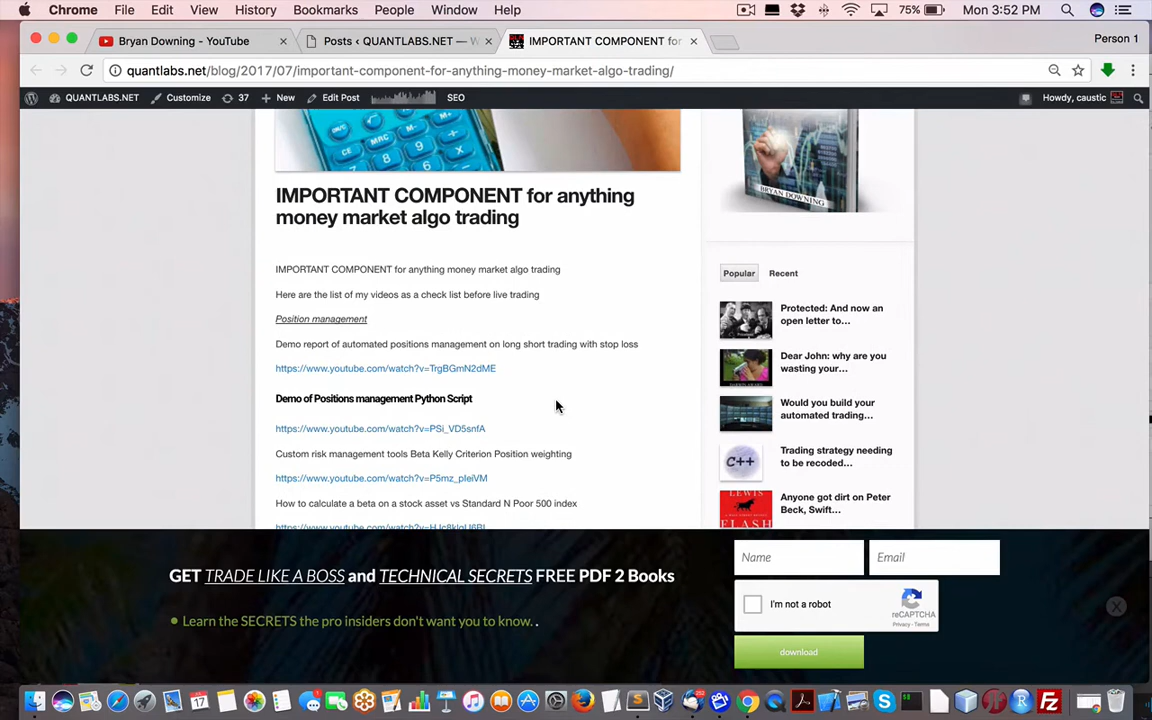 Chrome File Edit View History Bookmarks People Window Help 75% Mon 3:52 PM
Bryan Downing - YouTube
Posts ‹ QUANTLABS.NET — W
IMPORTANT COMPONENT for
Person 1
quantlabs.net/blog/2017/07/important-component-for-anything-money-market-algo-trading/
QUANTLABS.NET Customize 37 New Edit Post SEO Howdy, caustic
MRC
CE
BRYAN DOWNING
IMPORTANT COMPONENT for anything
money market algo trading
IMPORTANT COMPONENT for anything money market algo trading
Here are the list of my videos as a check list before live trading
Position management
Demo report of automated positions management on long short trading with stop loss
https://www.youtube.com/watch?v=TrgBGmN2dME
Demo of Positions management Python Script
https://www.youtube.com/watch?v=PSi_VD5snfA
Custom risk management tools Beta Kelly Criterion Position weighting
https://www.youtube.com/watch?v=P5mz_pIeiVM
How to calculate a beta on a stock asset vs Standard N Poor 500 index
Popular Recent
Protected: And now an
open letter to...
Dear John: why are you
wasting your...
Would you build your
automated trading...
C++
Trading strategy needing
to be recoded...
LEWIS
FLASH
Anyone got dirt on Peter
Beck, Swift...
GET TRADE LIKE A BOSS and TECHNICAL SECRETS FREE PDF 2 Books
Learn the SECRETS the pro insiders don't want you to know. .
Name
Email
I'm not a robot
reCAPTCHA
Privacy - Terms
download
X
17